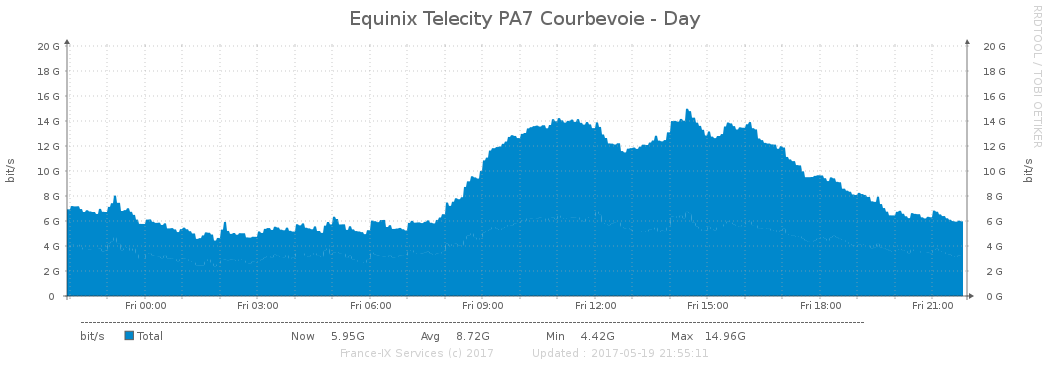 Equinix Telecity PA7 Courbevoie - Day
RRDTOOL / TOBI OETIKER
20 G 20 G
18 G 18 G
16 G 16 G
14 G 14 G
12 G 12 G
10 G 10 G
8 G 8 G
6 G 6 G
4 G 4 G
2 G 2 G
0 0 G
bit/s bit/s
Fri 00:00 Fri 03:00 Fri 06:00 Fri 09:00 Fri 12:00 Fri 15:00 Fri 18:00 Fri 21:00
bit/s Total Now 5.95G Avg 8.72G Min 4.42G Max 14.96G
France-IX Services (c) 2017 Updated : 2017-05-19 21:55:11